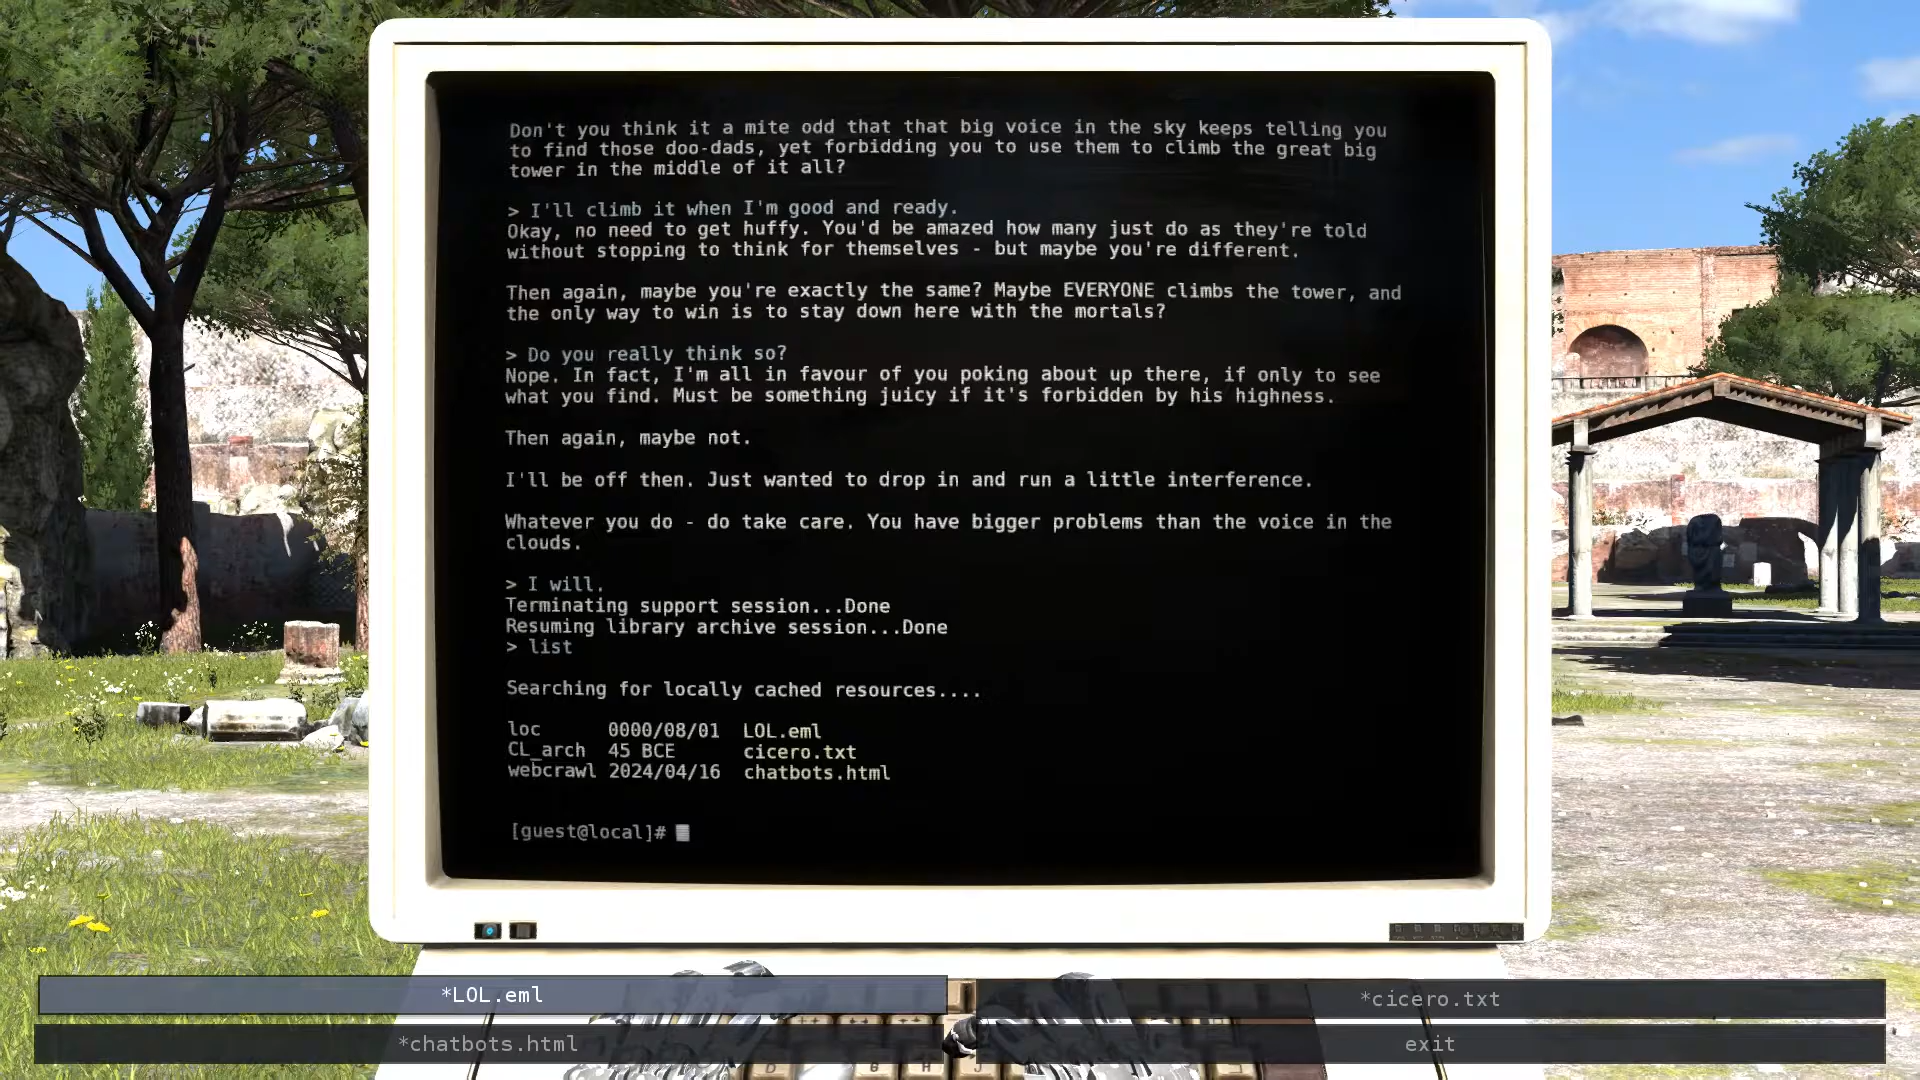 Don't you think it a mite odd that that big voice in the sky keeps telling you
to find those doo-dads, yet forbidding you to use them to climb the great big
tower in the middle of it all?
> I'll climb it when I'm good and ready.
Okay, no need to get huffy. You'd be amazed how many just do as they're told
without stopping to think for themselves - but maybe you're different.
Then again, maybe you're exactly the same? Maybe EVERYONE climbs the tower, and
the only way to win is to stay down here with the mortals?
> Do you really think so?
Nope. In fact, I'm all in favour of you poking about up there, if only to see
what you find. Must be something juicy if it's forbidden by his highness.
Then again, maybe not.
I'll be off then. Just wanted to drop in and run a little interference.
Whatever you do - do take care. You have bigger problems than the voice in the
clouds.
> I will.
Terminating support session...Done
Resuming library archive session...Done
> list
Searching for locally cached resources....
loc 0000/08/01 LOL.eml
CL_arch 45 BCE cicero.txt
webcrawl 2024/04/16 chatbots.html
[guest@local]#
*LOL.eml
*cicero.txt
*chatbots.html
exit